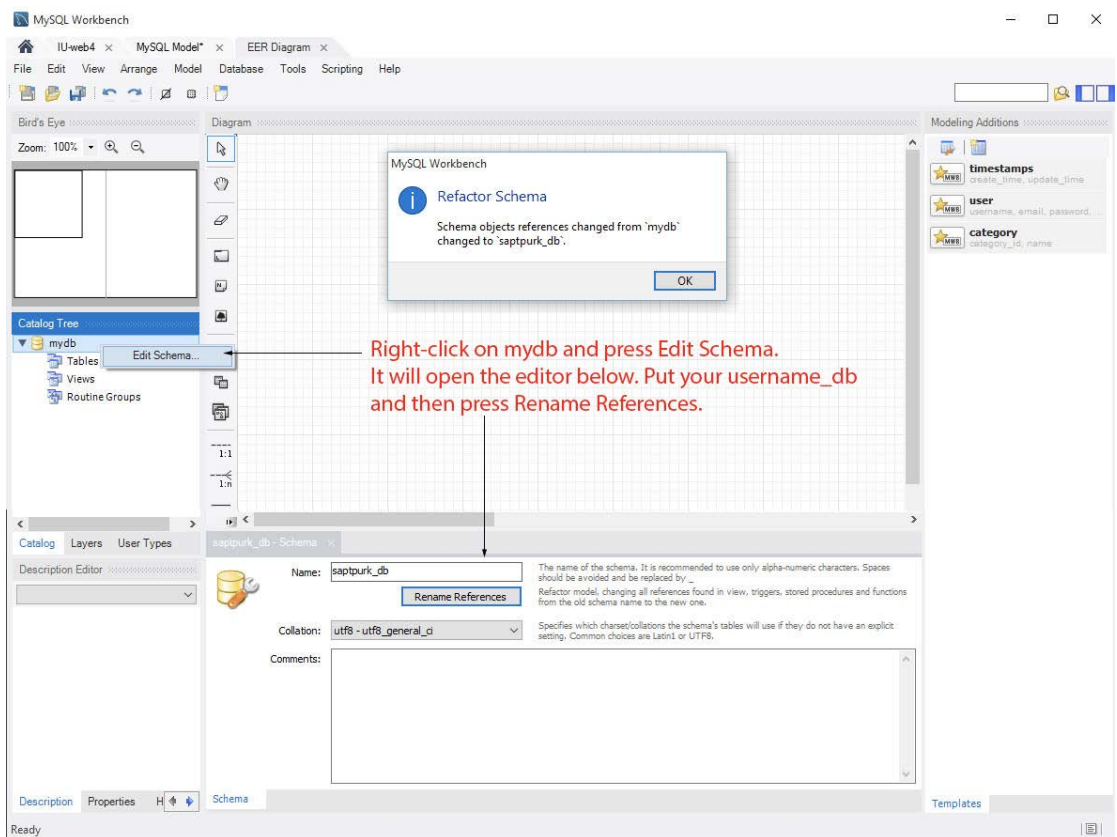 MySQL Workbench
IU-web4 × MySQL Model* × EER Diagram ×
File Edit View Arrange Model Database Tools Scripting Help
Bird's Eye
Diagram
Modeling Additions
Zoom: 100%
MySQL Workbench
Refactor Schema
Schema objects references changed from `mydb`
changed to `saptpurk_db`.
OK
timestamps
create_time, update_time
user
username, email, password, ...
category
category_id, name
MWB
MWB
MWB
Catalog Tree
mydb
Tables
Views
Routine Groups
Edit Schema...
Right-click on mydb and press Edit Schema.
It will open the editor below. Put your username_db
and then press Rename References.
1:1
1:n
Catalog Layers User Types
saptpurk_db - Schema ×
Description Editor
Name: saptpurk_db
The name of the schema. It is recommended to use only alpha-numeric characters. Spaces
should be avoided and be replaced by _
Rename References
Refactor model, changing all references found in view, triggers, stored procedures and functions
from the old schema name to the new one.
Collation: utf8 - utf8_general_ci
Specifies which charset/collations the schema's tables will use if they do not have an explicit
setting. Common choices are Latin1 or UTF8.
Comments:
Description Properties H
Schema
Templates
Ready